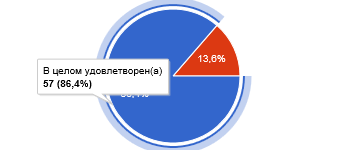 13,6%
В целом удовлетворен(а)
57 (86,4%)